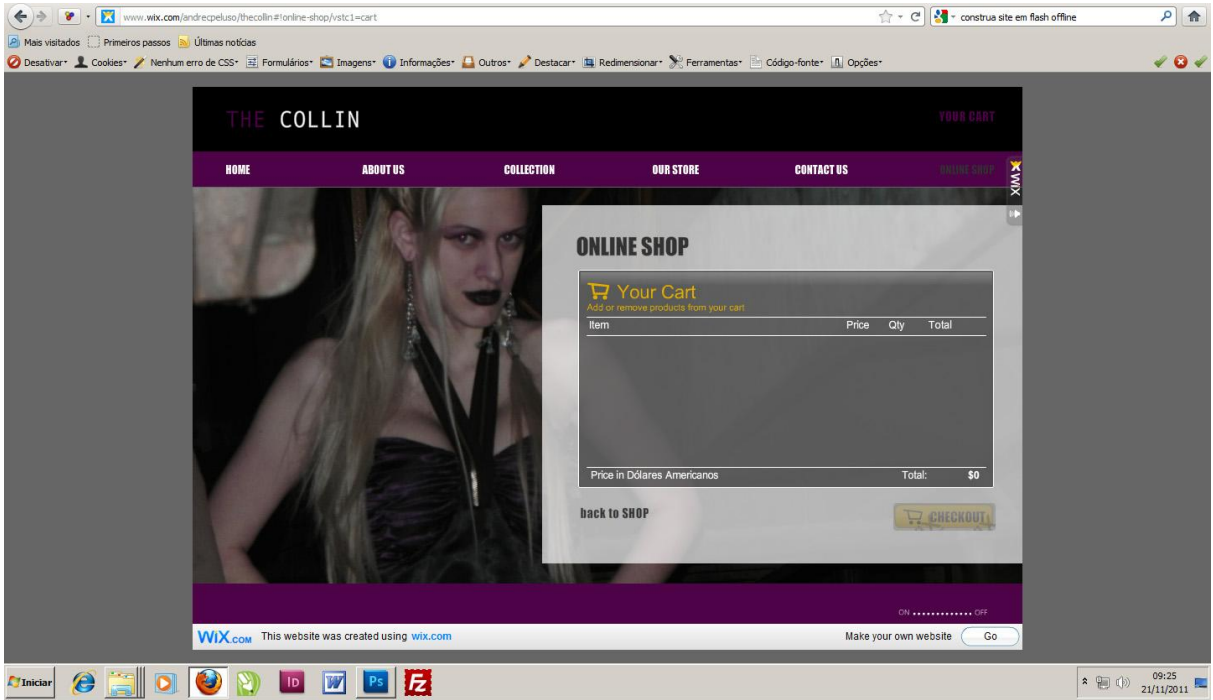 www.wix.com/andrecpeluso/thecollin#!online-shop/vstc1=cart
construa site em flash offline
Mais visitados Primeiros passos Últimas notícias
Desativar Cookies Nenhum erro de CSS Formulários Imagens Informações Outros Destacar Redimensionar Ferramentas Código-fonte Opções
THE COLLIN
YOUR CART
HOME ABOUT US COLLECTION OUR STORE CONTACT US ONLINE SHOP
WIX
ONLINE SHOP
Your Cart
Add or remove products from your cart
Item Price Qty Total
Price in Dólares Americanos Total: $0
back to SHOP
CHECKOUT
ON ............. OFF
WiX.COM This website was created using wix.com Make your own website Go
Iniciar
ID
W
Ps
Fz
09:25
21/11/2011